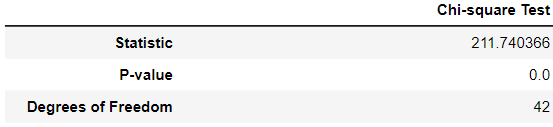 Chi-square Test
Statistic 211.740366
P-value 0.0
Degrees of Freedom 42